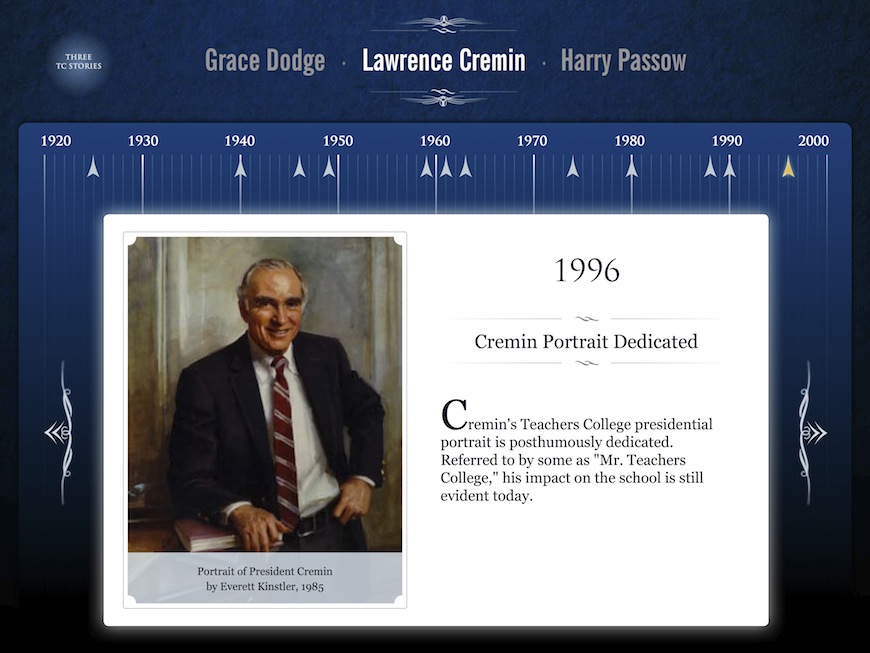 THREE
TC STORIES
Grace Dodge · Lawrence Cremin · Harry Passow
1920 1930 1940 1950 1960 1970 1980 1990 2000
1996
Cremin Portrait Dedicated
Cremin's Teachers College presidential
portrait is posthumously dedicated.
Referred to by some as "Mr. Teachers
College," his impact on the school is still
evident today.
Portrait of President Cremin
by Everett Kinstler, 1985